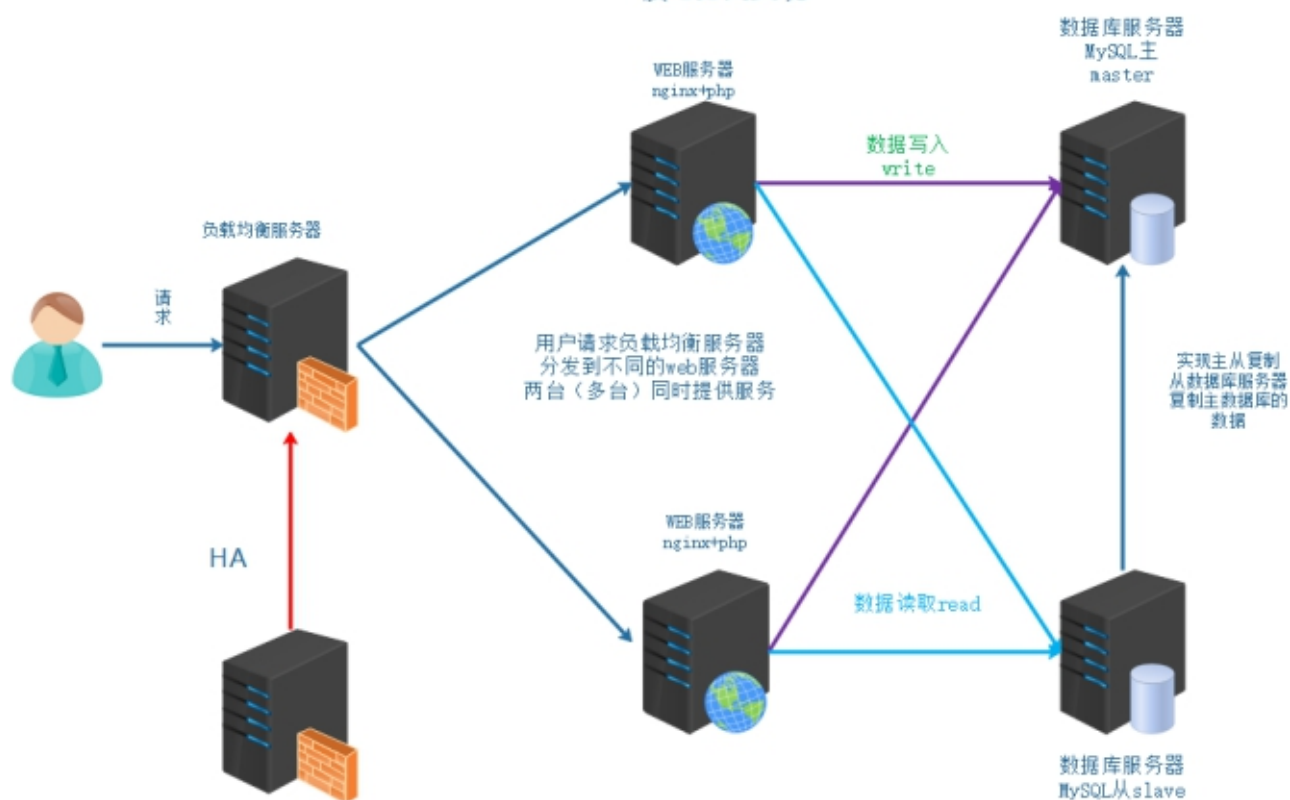 数据库服务器
MySQL主
master
WEB服务器
nginx+php
数据写入
write
负载均衡服务器
请
求
用户请求负载均衡服务器
分发到不同的web服务器
两台（多台）同时提供服务
实现主从复制
从数据库服务器
复制主数据库的
数据
WEB服务器
nginx+php
HA
数据读取read
数据库服务器
MySQL从slave